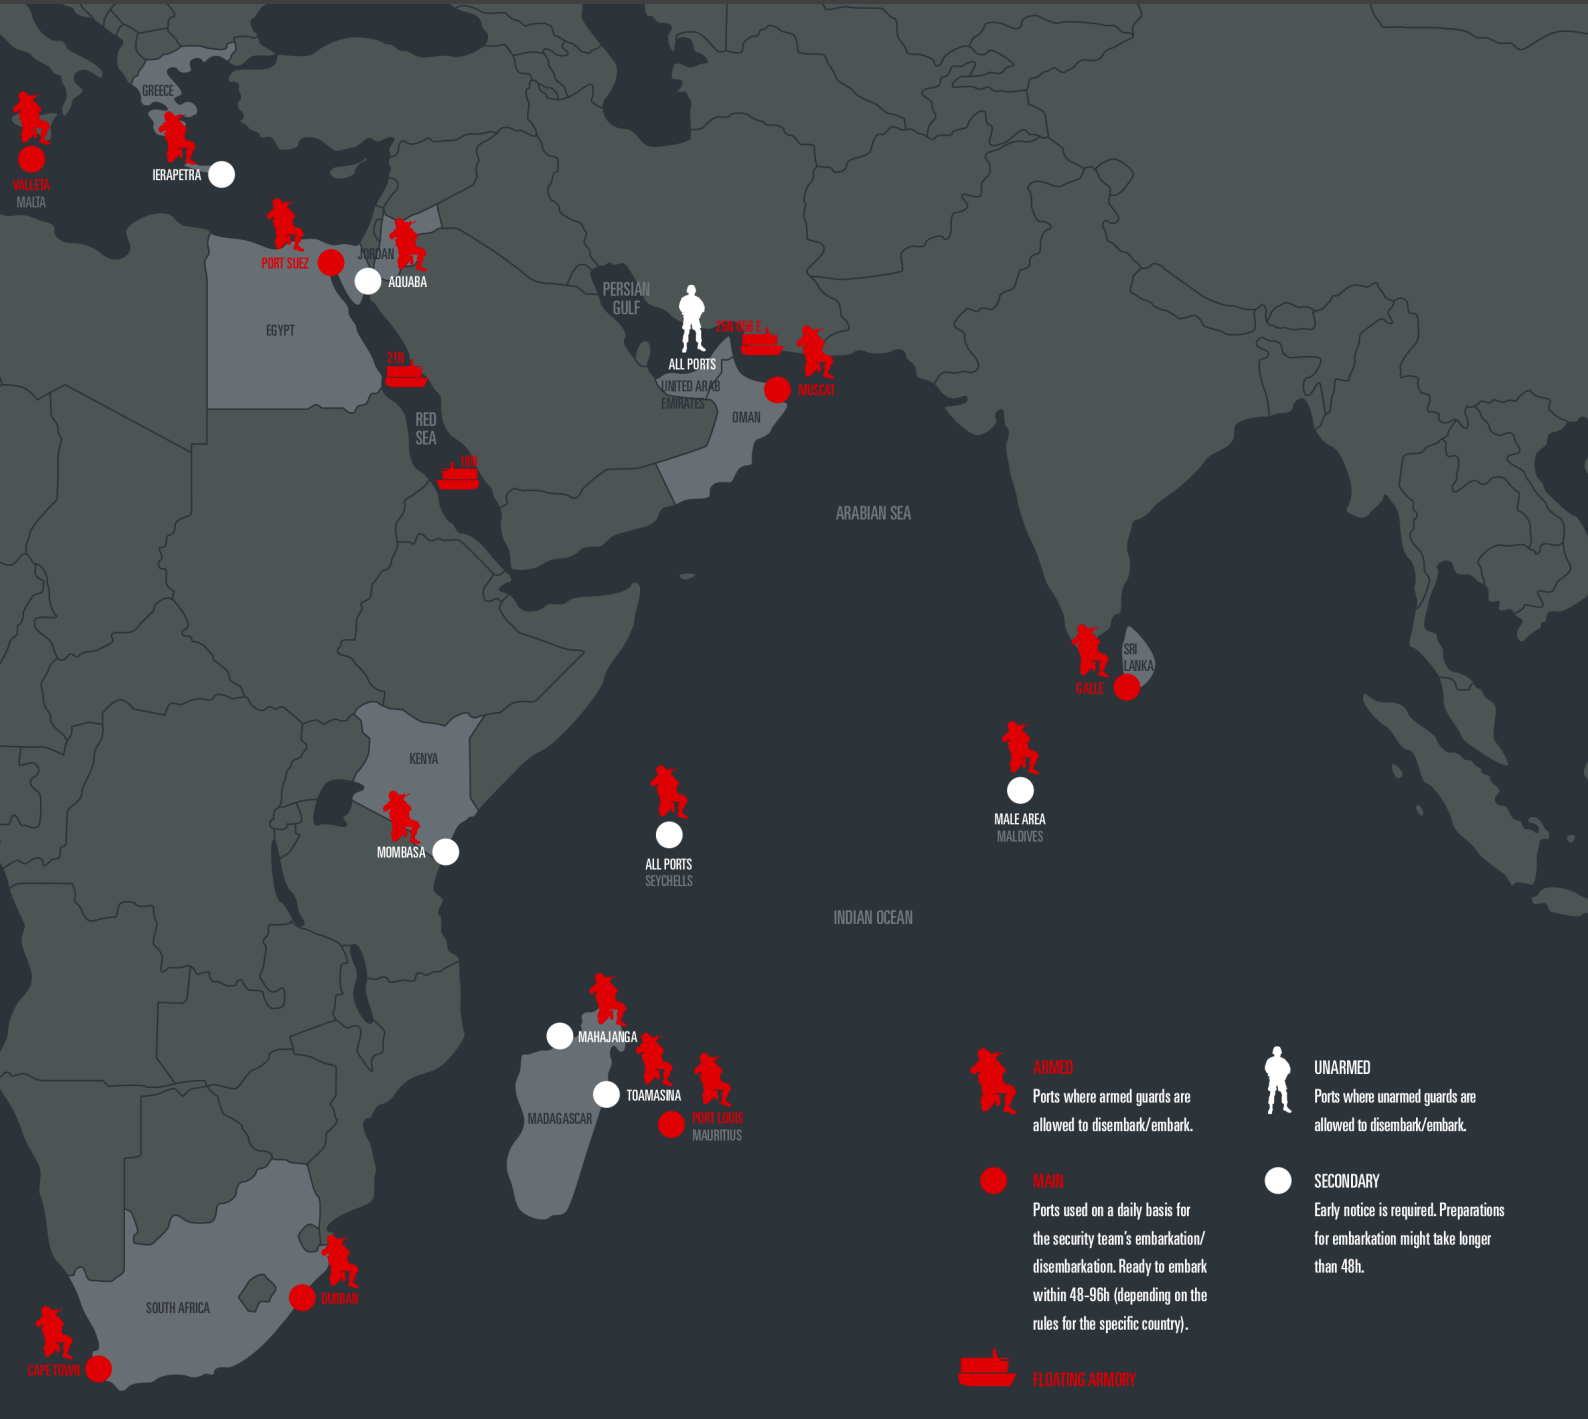 GREECE
VALLETA
MALTA
IERAPETRA
PORT SUEZ
JORDAN
AQUABA
EGYPT
21N
RED
SEA
18N
PERSIAN
GULF
ALL PORTS
UNITED ARAB
EMIRATES
MUSCAT
OMAN
ARABIAN SEA
SRI
LANKA
GALLE
KENYA
MOMBASA
ALL PORTS
SEYCHELLS
MALE AREA
MALDIVES
INDIAN OCEAN
MAHAJANGA
TOAMASINA
MADAGASCAR
PORT LOUIS
MAURITIUS
SOUTH AFRICA
DURBAN
CAPE TOWN
ARMED
Ports where armed guards are
allowed to disembark/embark.
MAIN
Ports used on a daily basis for
the security team's embarkation/
disembarkation. Ready to embark
within 48-96h (depending on the
rules for the specific country).
FLOATING ARMORY
UNARMED
Ports where unarmed guards are
allowed to disembark/embark.
SECONDARY
Early notice is required. Preparations
for embarkation might take longer
than 48h.